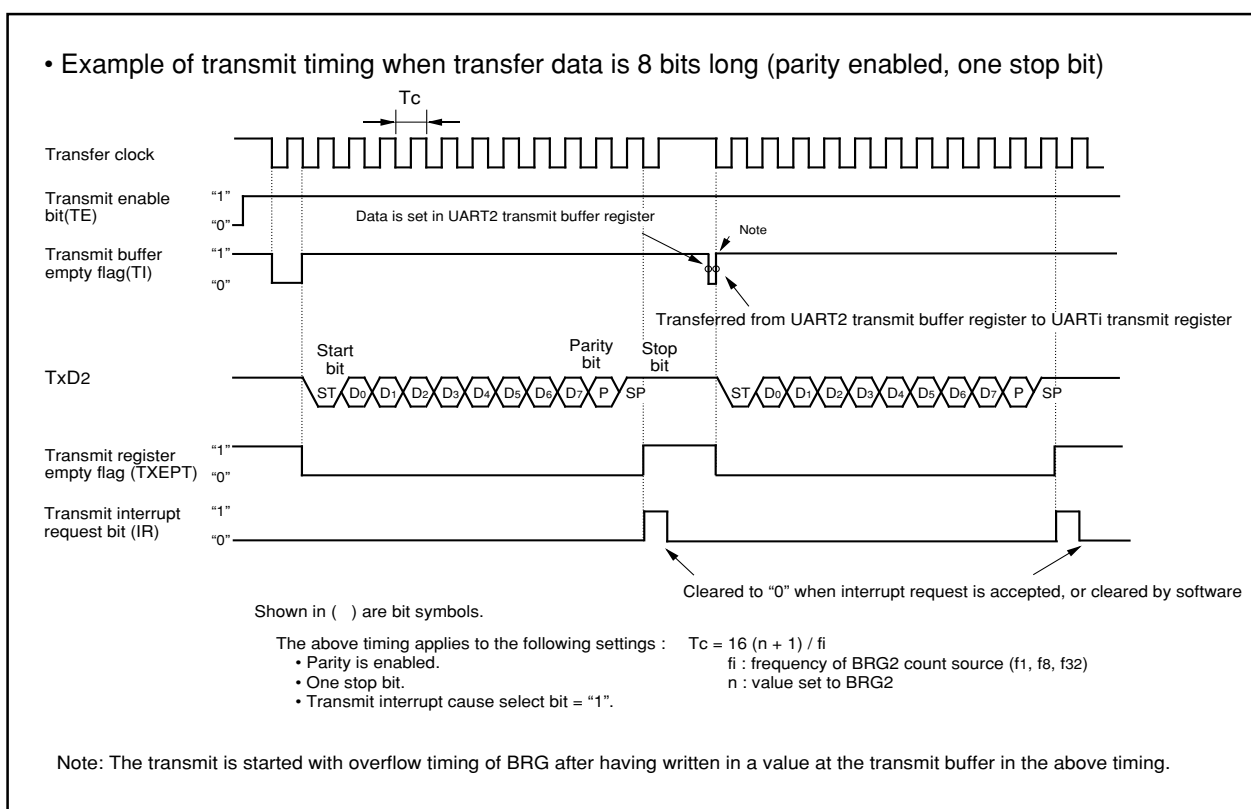 • Example of transmit timing when transfer data is 8 bits long (parity enabled, one stop bit)
Tc
Transfer clock
Transmit enable
bit(TE)
“1”
“0”
Data is set in UART2 transmit buffer register
Note
Transmit buffer
empty flag(TI)
“1”
“0”
Transferred from UART2 transmit buffer register to UARTi transmit register
Start
bit
Parity
bit
Stop
bit
TxD2
ST D0 D1 D2 D3 D4 D5 D6 D7 P SP ST D0 D1 D2 D3 D4 D5 D6 D7 P SP
Transmit register
empty flag (TXEPT)
“1”
“0”
Transmit interrupt
request bit (IR)
“1”
“0”
Cleared to “0” when interrupt request is accepted, or cleared by software
Shown in ( ) are bit symbols.
The above timing applies to the following settings :
• Parity is enabled.
• One stop bit.
• Transmit interrupt cause select bit = “1”.
Tc = 16 (n + 1) / fi
fi : frequency of BRG2 count source (f1, f8, f32)
n : value set to BRG2
Note: The transmit is started with overflow timing of BRG after having written in a value at the transmit buffer in the above timing.